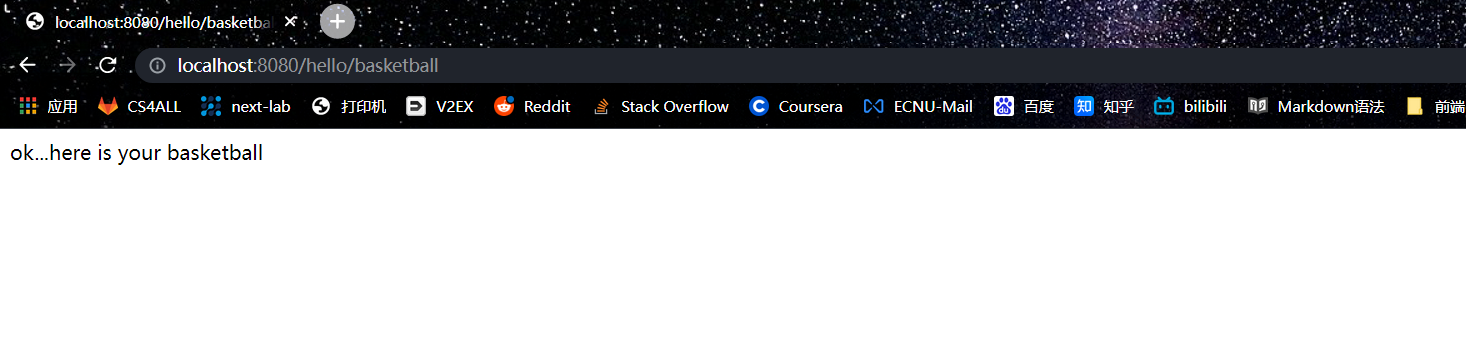 localhost:8080/hello/basketbal
localhost:8080/hello/basketball
应用 CS4ALL next-lab 打印机 V2EX Reddit Stack Overflow Coursera ECNU-Mail 百度 知 知乎 bilibili Markdown语法 前端
ok...here is your basketball